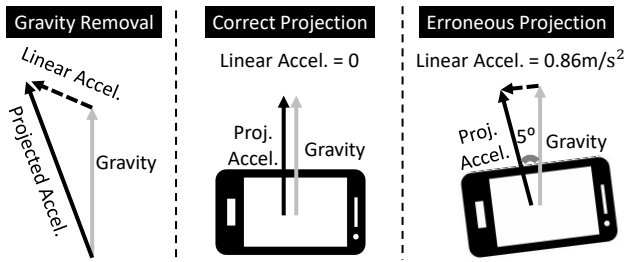 Gravity Removal
Linear Accel.
Projected Accel.
Gravity
Correct Projection
Linear Accel. = 0
Proj.
Accel.
Gravity
Erroneous Projection
Linear Accel. = 0.86m/s²
Proj.
Accel.
5º
Gravity